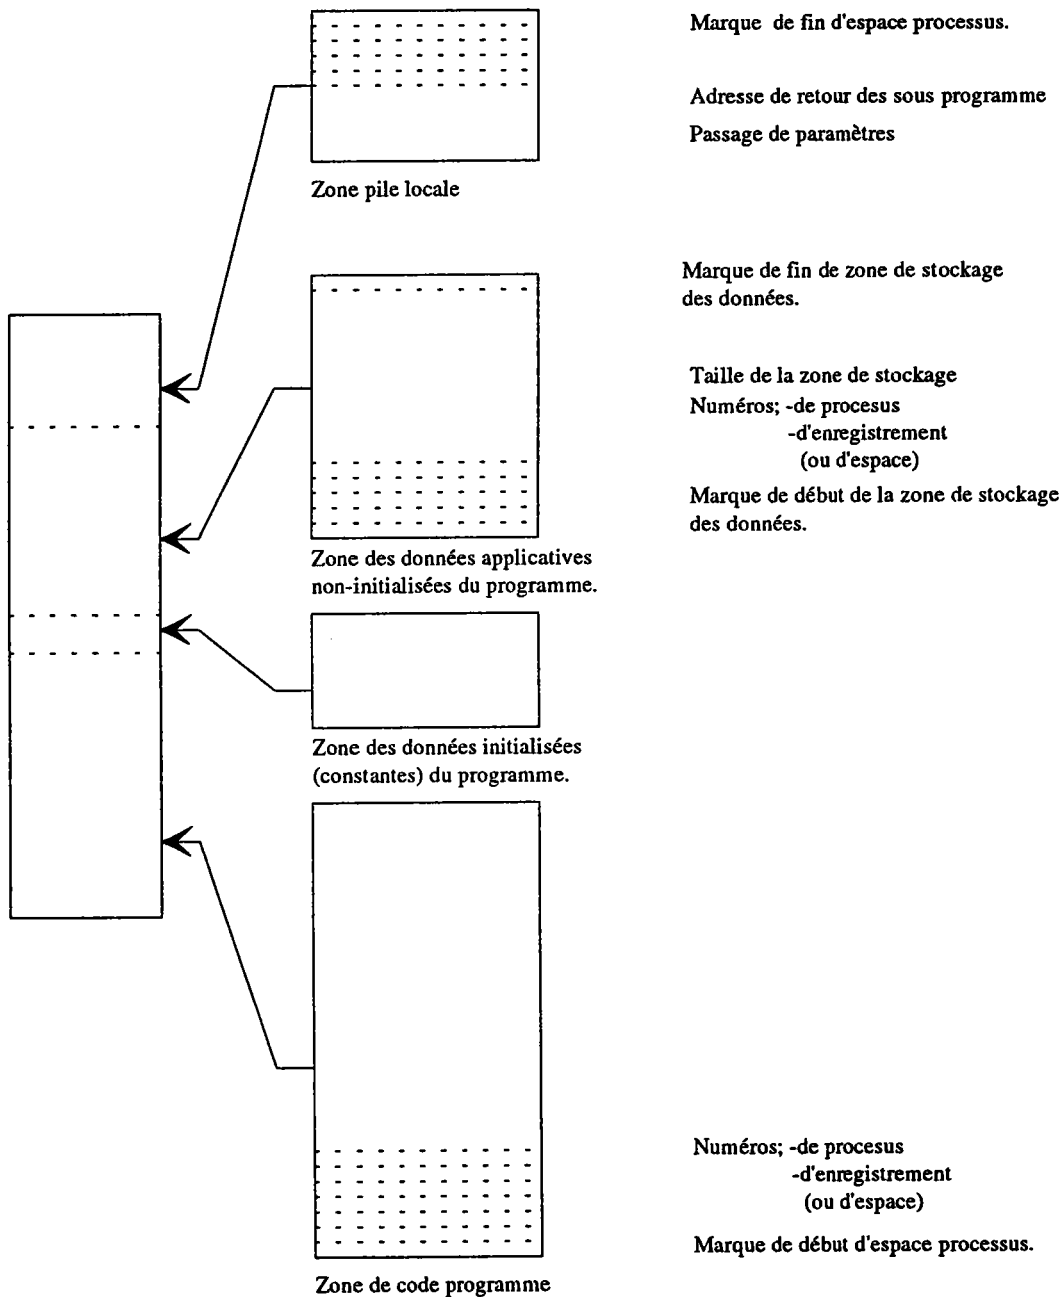 Marque de fin d'espace processus.
Adresse de retour des sous programme
Passage de paramètres
Zone pile locale
Marque de fin de zone de stockage
des données.
Taille de la zone de stockage
Numéros; -de procesus
-d'enregistrement
(ou d'espace)
Marque de début de la zone de stockage
des données.
Zone des données applicatives
non-initialisées du programme.
Zone des données initialisées
(constantes) du programme.
Numéros; -de procesus
-d'enregistrement
(ou d'espace)
Marque de début d'espace processus.
Zone de code programme